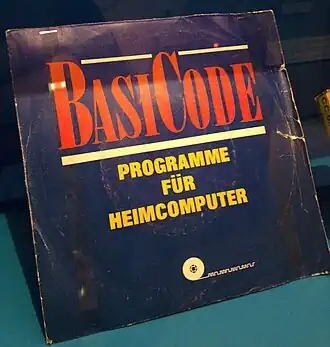 BASICODE
PROGRAMME
FÜR
HEIMCOMPUTER